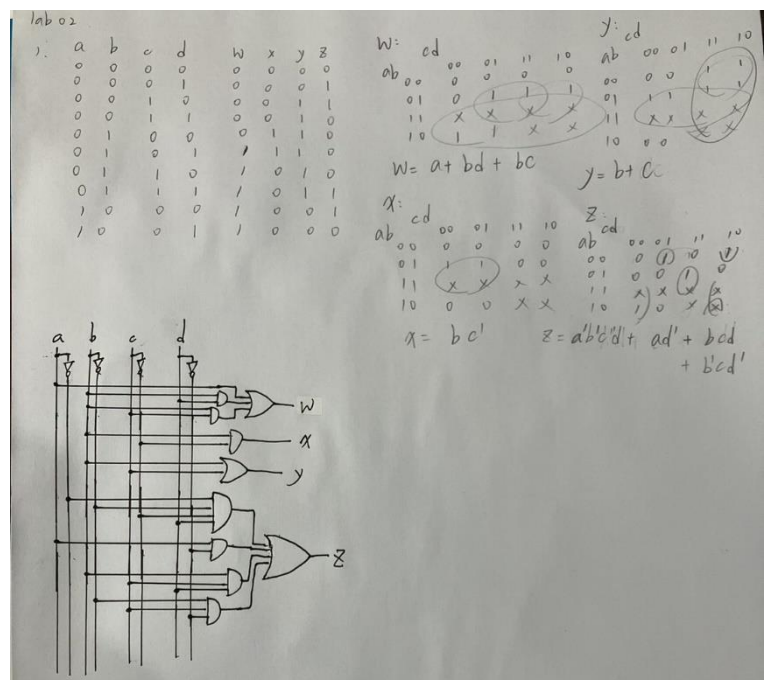 lab 02
1.
a b c d w x y z
0 0 0 0 0 0 0 0
0 0 0 1 0 0 0 1
0 0 1 0 0 0 1 1
0 0 1 1 0 0 1 0
0 1 0 0 0 1 1 0
0 1 0 1 1 1 1 0
0 1 1 0 1 0 1 0
0 1 1 1 1 0 1 1
1 0 0 0 1 0 0 1
1 0 0 1 1 0 0 0
W: cd
ab 00 01 11 10
00 0 0 0 0
01 0 1 1 1
11 x x x x
10 1 1 x x
W= a+ bd + bc
y: cd
ab 00 01 11 10
00 0 0 1 1
01 1 1 1 1
11 x x x x
10 0 0 x x
y= b+ c
x: cd
ab 00 01 11 10
00 0 0 0 0
01 1 1 0 0
11 x x x x
10 0 0 x x
x= bc'
z: cd
ab 00 01 11 10
00 0 1 0 1
01 0 0 1 0
11 x x x x
10 1 0 x x
z= a'b'c'd + ad' + bcd
+ b'cd'
a b c d
W
x
y
z